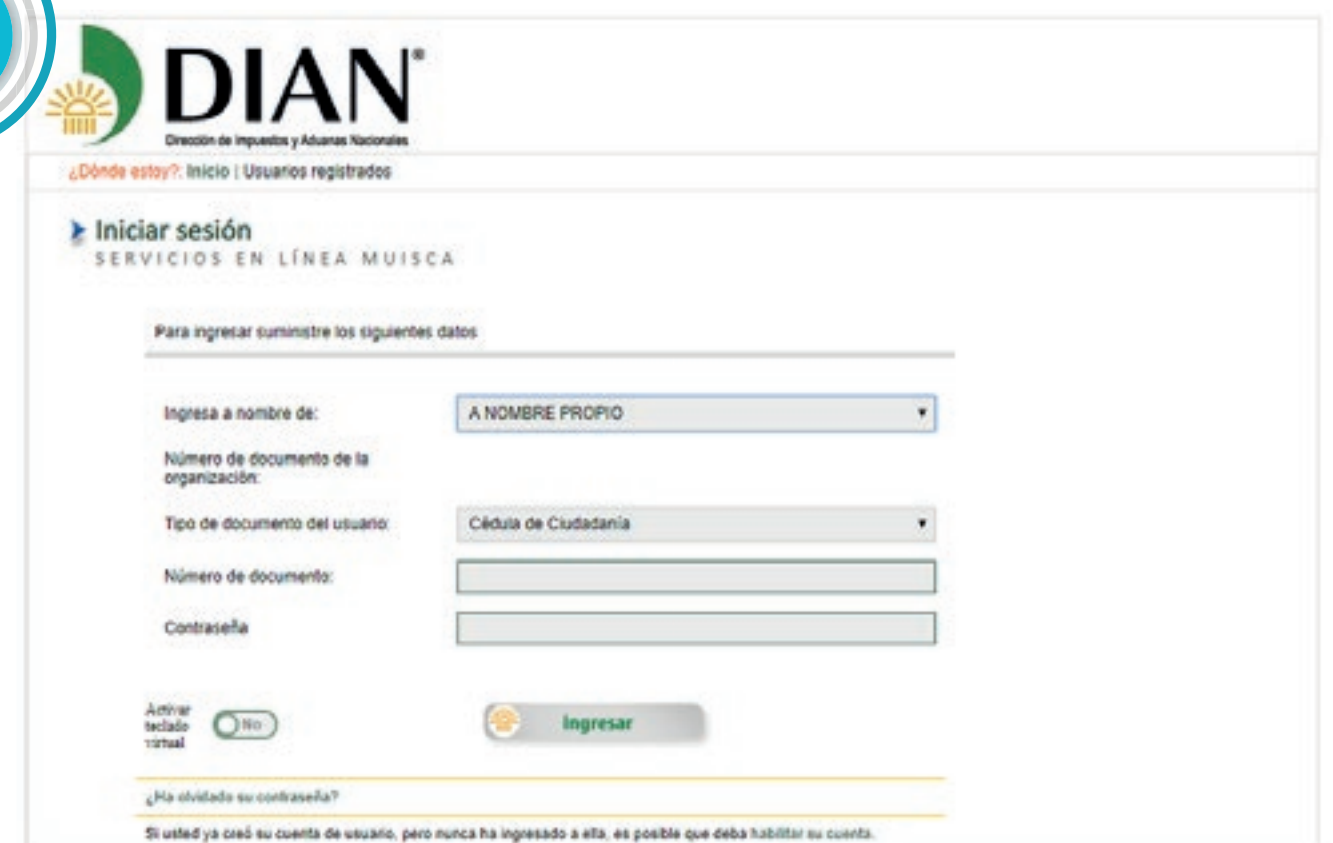 DIAN®
Dirección de Impuestos y Aduanas Nacionales
¿Dónde estoy?: Inicio | Usuarios registrados
Iniciar sesión
SERVICIOS EN LÍNEA MUISCA
Para ingresar suministre los siguientes datos
Ingresa a nombre de: A NOMBRE PROPIO
Número de documento de la
organización:
Tipo de documento del usuario: Cédula de Ciudadanía
Número de documento:
Contraseña
Activar
teclado
virtual
No
Ingresar
¿Ha olvidado su contraseña?
Si usted ya creó su cuenta de usuario, pero nunca ha ingresado a ella, es posible que deba habilitar su cuenta.